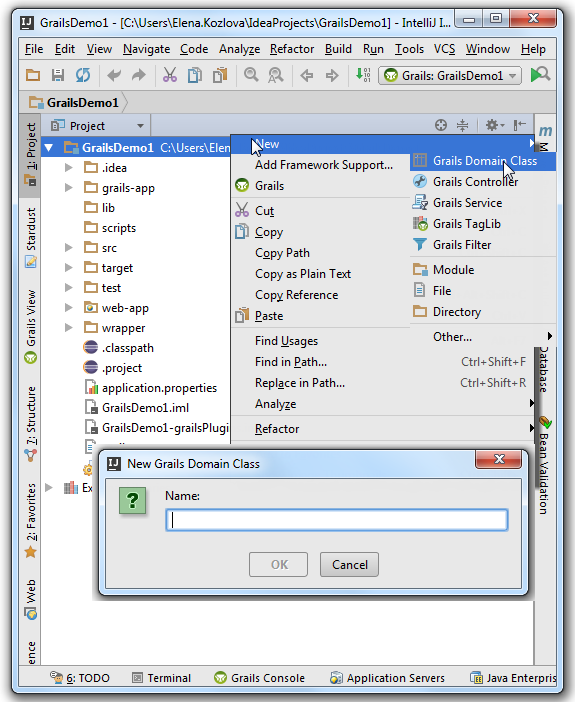 GrailsDemo1 - [C:\Users\Elena.Kozlova\IdeaProjects\GrailsDemo1] - IntelliJ I...
File Edit View Navigate Code Analyze Refactor Build Run Tools VCS Window Help
Grails: GrailsDemo1
GrailsDemo1
1: Project
Stardust
Grails View
7: Structure
2: Favorites
Web
ence
Project
GrailsDemo1 C:\Users\Elen
.idea
grails-app
lib
scripts
src
target
test
web-app
wrapper
.classpath
.project
application.properties
GrailsDemo1.iml
GrailsDemo1-grailsPlugi
Ex
New
Add Framework Support...
Grails
Cut
Copy
Copy Path
Copy as Plain Text
Copy Reference
Paste
Find Usages
Find in Path... Ctrl+Shift+F
Replace in Path... Ctrl+Shift+R
Analyze
Refactor
Grails Domain Class
Grails Controller
Grails Service
Grails TagLib
Grails Filter
Module
File
Directory
Other...
m
M
Database
Bean Validation
New Grails Domain Class
?
Name:
OK Cancel
6: TODO Terminal Grails Console Application Servers Java Enterpris